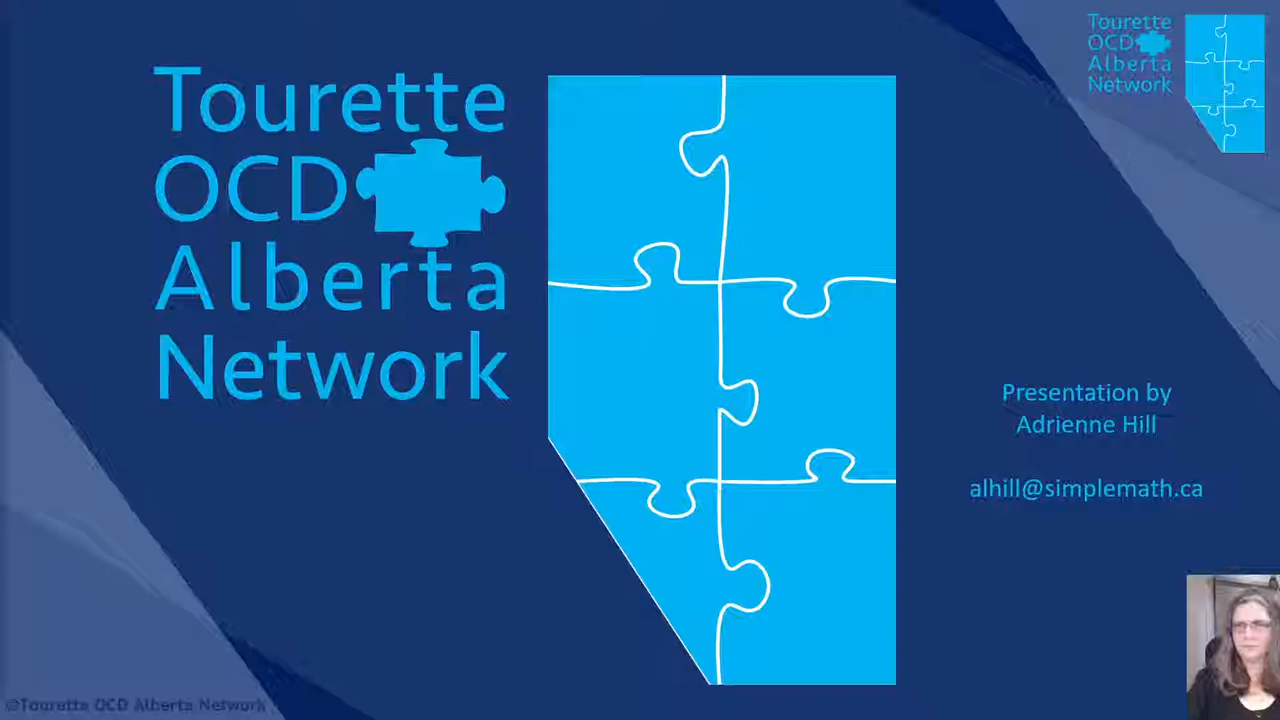 Tourette
OCD
Alberta
Network
Tourette
OCD
Alberta
Network
Presentation by
Adrienne Hill
alhill@simplemath.ca
©Tourette OCD Alberta Network